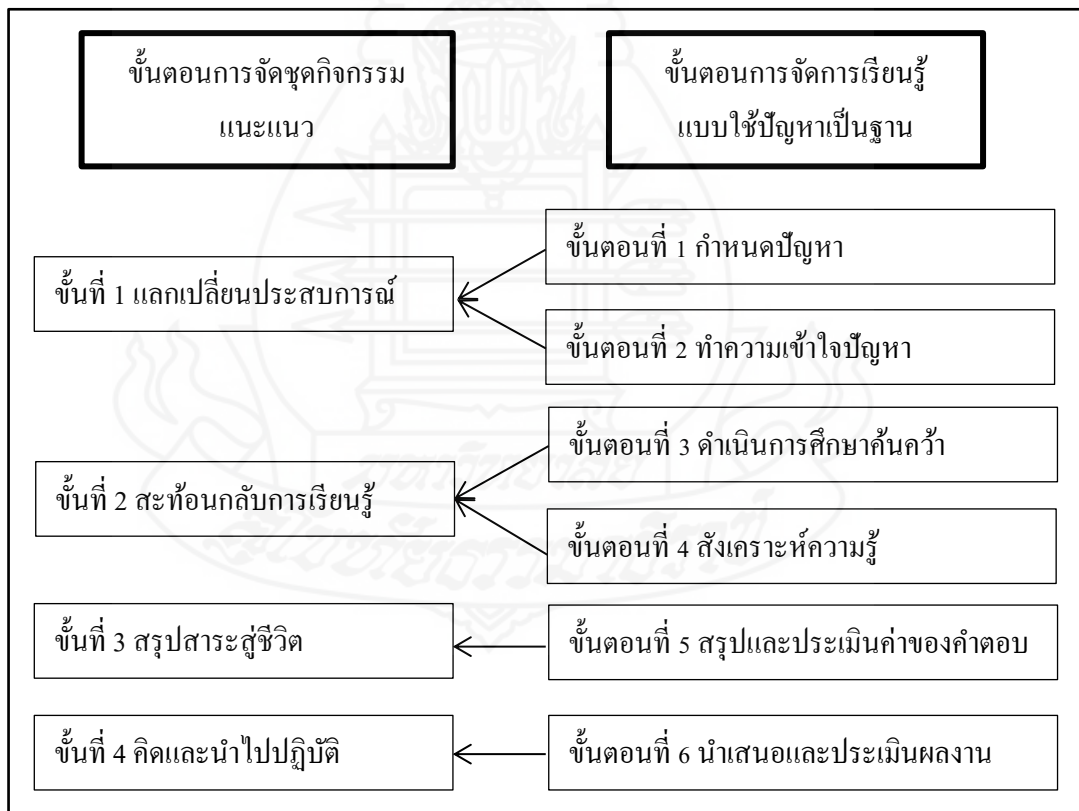 ขั้นตอนการจัดชุดกิจกรรม
แนะแนว
ขั้นตอนการจัดการเรียนรู้
แบบใช้ปัญหาเป็นฐาน
ขั้นที่ 1 แลกเปลี่ยนประสบการณ์
ขั้นตอนที่ 1 กำหนดปัญหา
ขั้นตอนที่ 2 ทำความเข้าใจปัญหา
ขั้นที่ 2 สะท้อนกลับการเรียนรู้
ขั้นตอนที่ 3 ดำเนินการศึกษาค้นคว้า
ขั้นตอนที่ 4 สังเคราะห์ความรู้
ขั้นที่ 3 สรุปสาระสู่ชีวิต
ขั้นตอนที่ 5 สรุปและประเมินค่าของคำตอบ
ขั้นที่ 4 คิดและนำไปปฏิบัติ
ขั้นตอนที่ 6 นำเสนอและประเมินผลงาน